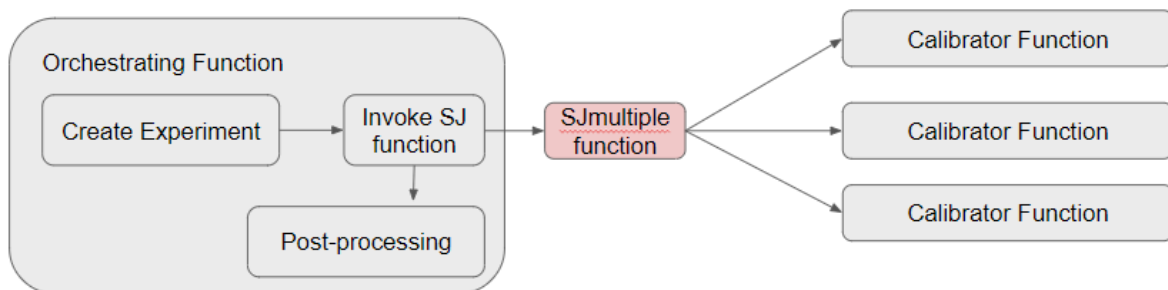 Orchestrating Function
Create Experiment
Invoke SJ
function
Post-processing
SJmultiple
function
Calibrator Function
Calibrator Function
Calibrator Function